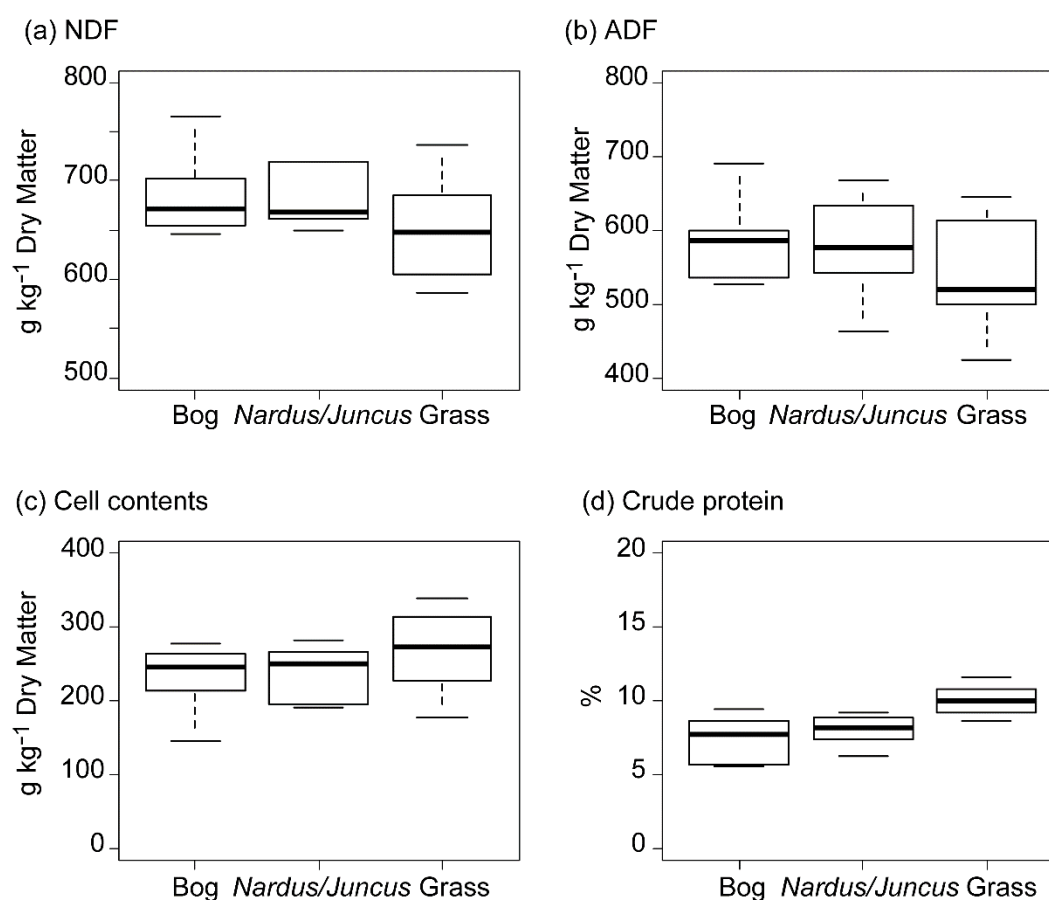 (a) NDF
g kg⁻¹ Dry Matter
800
700
600
500
Bog Nardus/Juncus Grass
(b) ADF
g kg⁻¹ Dry Matter
800
700
600
500
400
Bog Nardus/Juncus Grass
(c) Cell contents
g kg⁻¹ Dry Matter
400
300
200
100
0
Bog Nardus/Juncus Grass
(d) Crude protein
%
20
15
10
5
0
Bog Nardus/Juncus Grass